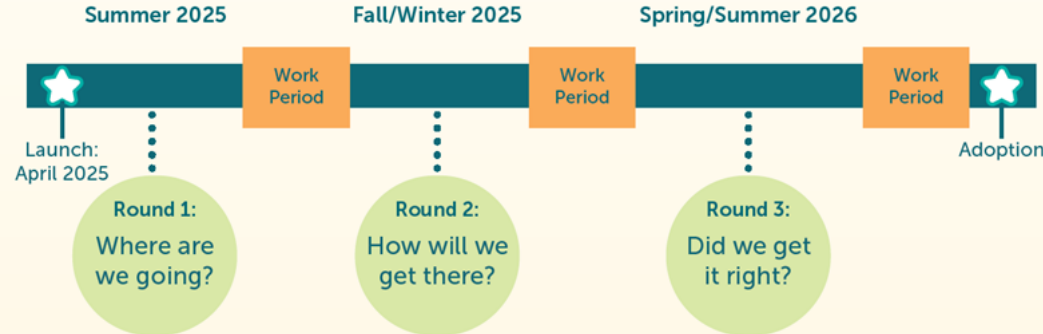 Summer 2025
Fall/Winter 2025
Spring/Summer 2026
Work
Period
Work
Period
Work
Period
Launch:
April 2025
Adoption
Round 1:
Where are
we going?
Round 2:
How will we
get there?
Round 3:
Did we get
it right?